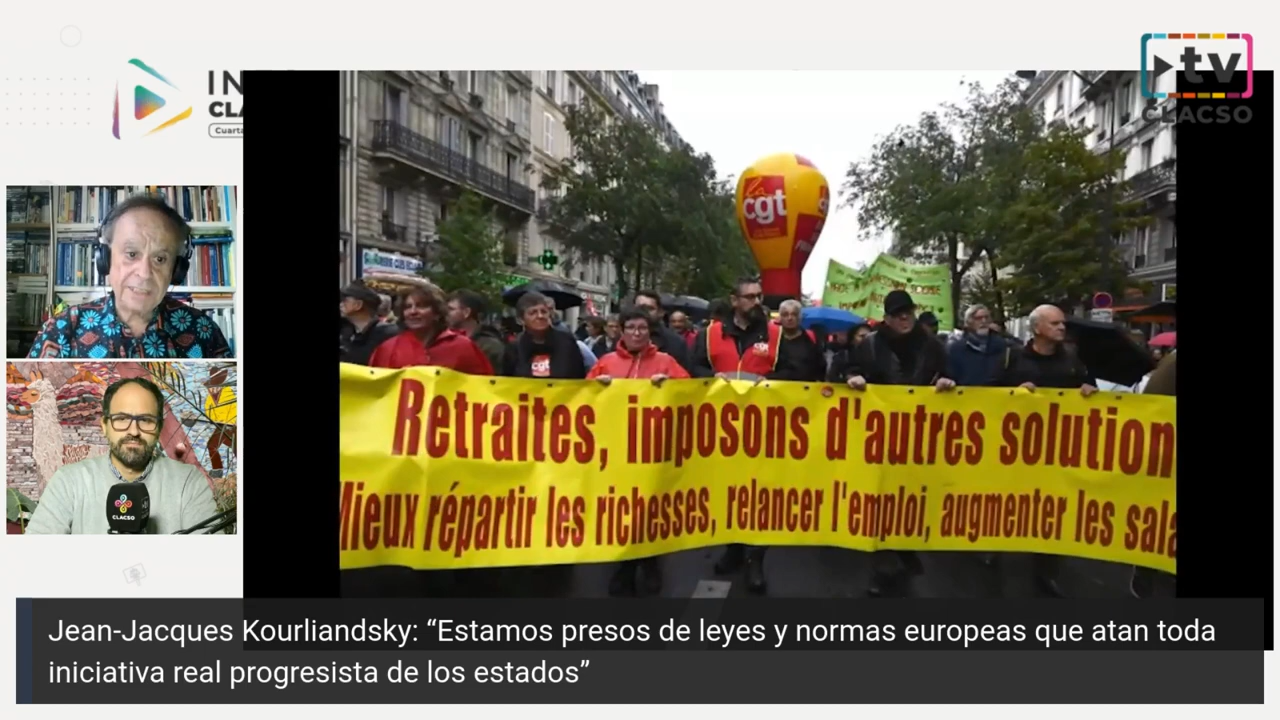 IN
CLA
Cuarta
tv
CLACSO
la
cgt
cgt
cgt
Retraites, imposons d'autres solution
Mieux répartir les richesses, relancer l'emploi, augmenter les sala
CLACSO
Jean-Jacques Kourliandsky: “Estamos presos de leyes y normas europeas que atan toda
iniciativa real progresista de los estados”